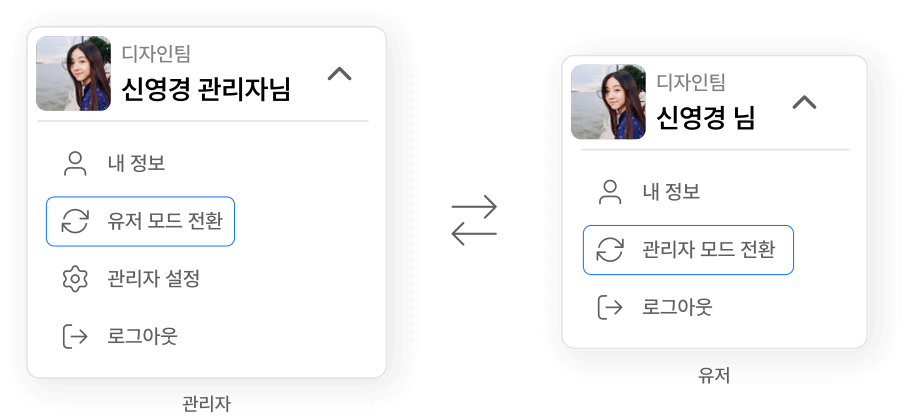 디자인팀
신영경 관리자님
내 정보
유저 모드 전환
관리자 설정
로그아웃
관리자
디자인팀
신영경 님
내 정보
관리자 모드 전환
로그아웃
유저